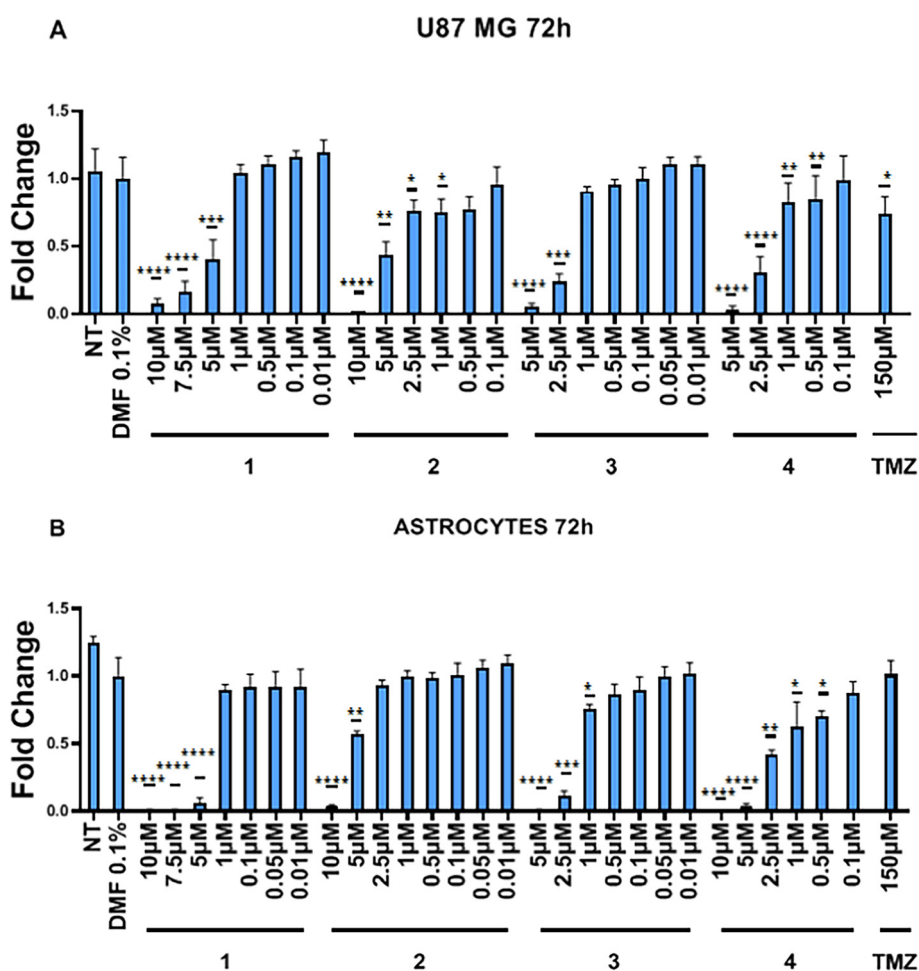 A
U87 MG 72h
Fold Change
1.5
1.0
0.5
0.0
**** **** *** **** ** * * **** *** **** **** ** ** *
NT DMF 0.1% 10µM 7.5µM 5µM 1µM 0.5µM 0.1µM 0.01µM 10µM 5µM 2.5µM 1µM 0.5µM 0.1µM 5µM 2.5µM 1µM 0.5µM 0.1µM 0.05µM 0.01µM 5µM 2.5µM 1µM 0.5µM 0.1µM 150µM
1 2 3 4 TMZ
B
ASTROCYTES 72h
Fold Change
1.5
1.0
0.5
0.0
**** **** **** **** ** **** *** * **** **** ** * * 
NT DMF 0.1% 10µM 7.5µM 5µM 1µM 0.1µM 0.05µM 0.01µM 10µM 5µM 2.5µM 1µM 0.5µM 0.1µM 0.05µM 0.01µM 5µM 2.5µM 1µM 0.5µM 0.1µM 0.05µM 0.01µM 10µM 5µM 2.5µM 1µM 0.5µM 0.1µM 150µM
1 2 3 4 TMZ